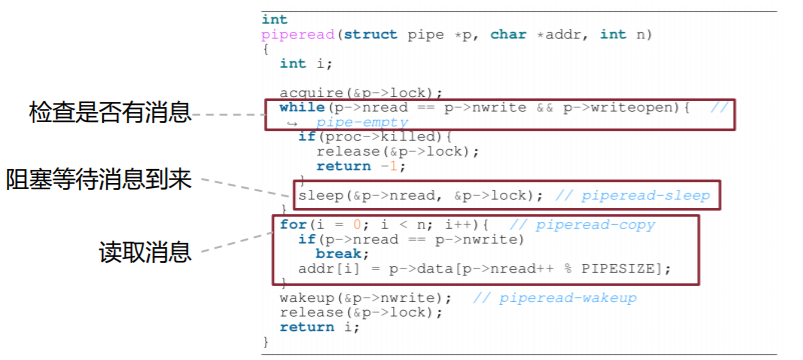 int
piperead(struct pipe *p, char *addr, int n)
{
int i;
acquire(&p->lock);
检查是否有消息
while(p->nread == p->nwrite && p->writeopen){  //
↪ pipe-empty
if(proc->killed){
release(&p->lock);
return -1;
}
阻塞等待消息到来
sleep(&p->nread, &p->lock); // piperead-sleep
}
读取消息
for(i = 0; i < n; i++){  // piperead-copy
if(p->nread == p->nwrite)
break;
addr[i] = p->data[p->nread++ % PIPESIZE];
}
wakeup(&p->nwrite);  // piperead-wakeup
release(&p->lock);
return i;
}